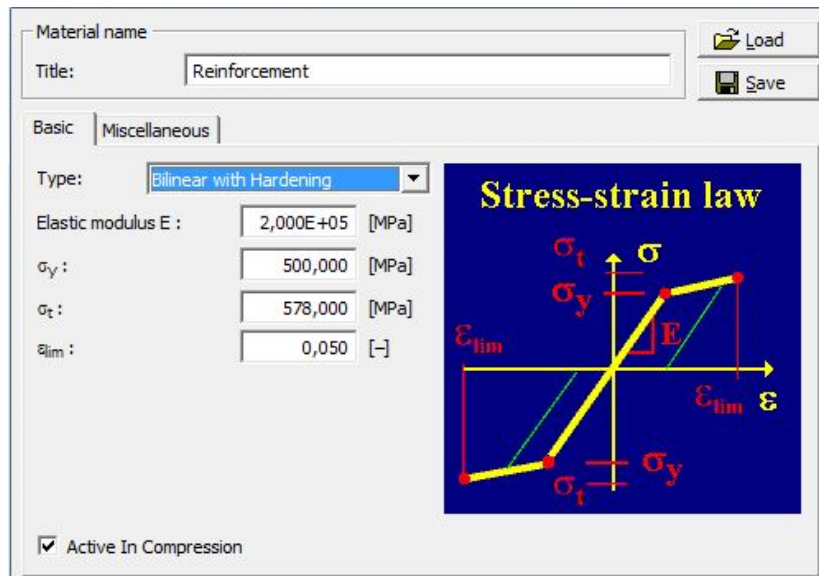 Material name
Title: Reinforcement
Load
Save
Basic Miscellaneous
Type: Bilinear with Hardening
Elastic modulus E : 2,000E+05 [MPa]
σy : 500,000 [MPa]
σt : 578,000 [MPa]
εlim : 0,050 [–]
Stress-strain law
σt σ
σy
E
εlim
εlim ε
σy
σt
Active In Compression